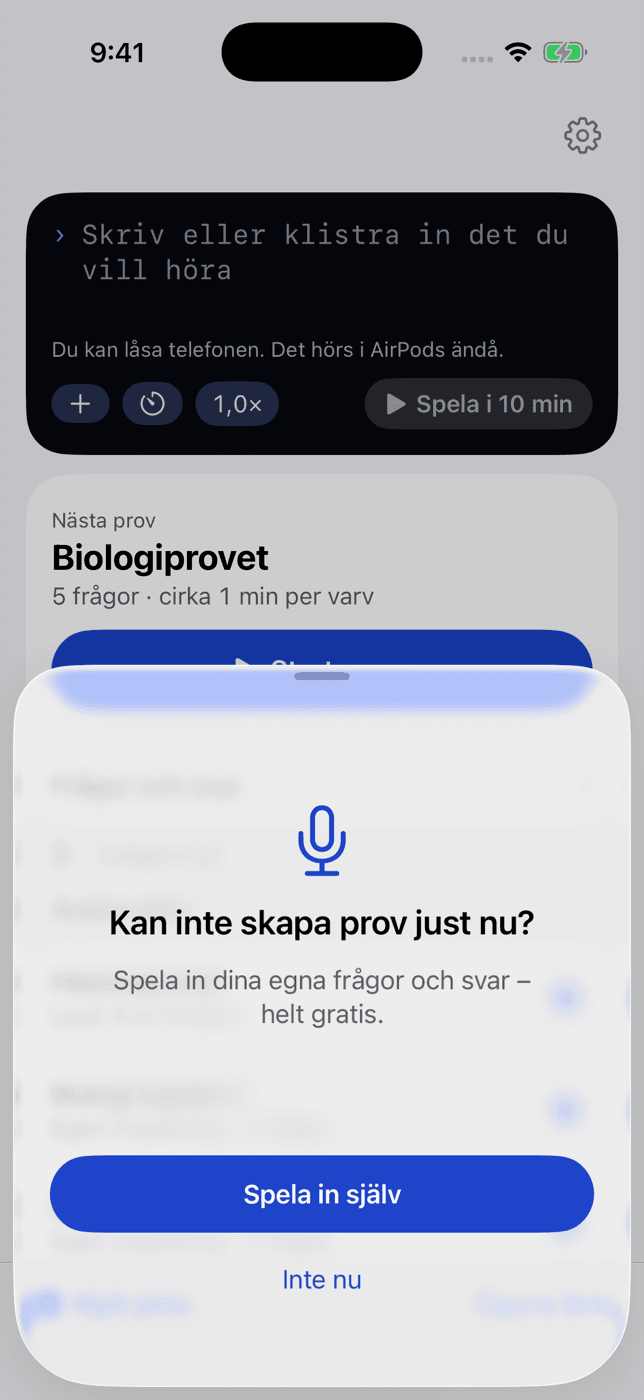 9:41
› Skriv eller klistra in det du
vill höra
Du kan låsa telefonen. Det hörs i AirPods ändå.
1,0×
Spela i 10 min
Nästa prov
Biologiprovet
5 frågor · cirka 1 min per varv
Kan inte skapa prov just nu?
Spela in dina egna frågor och svar –
helt gratis.
Spela in själv
Inte nu